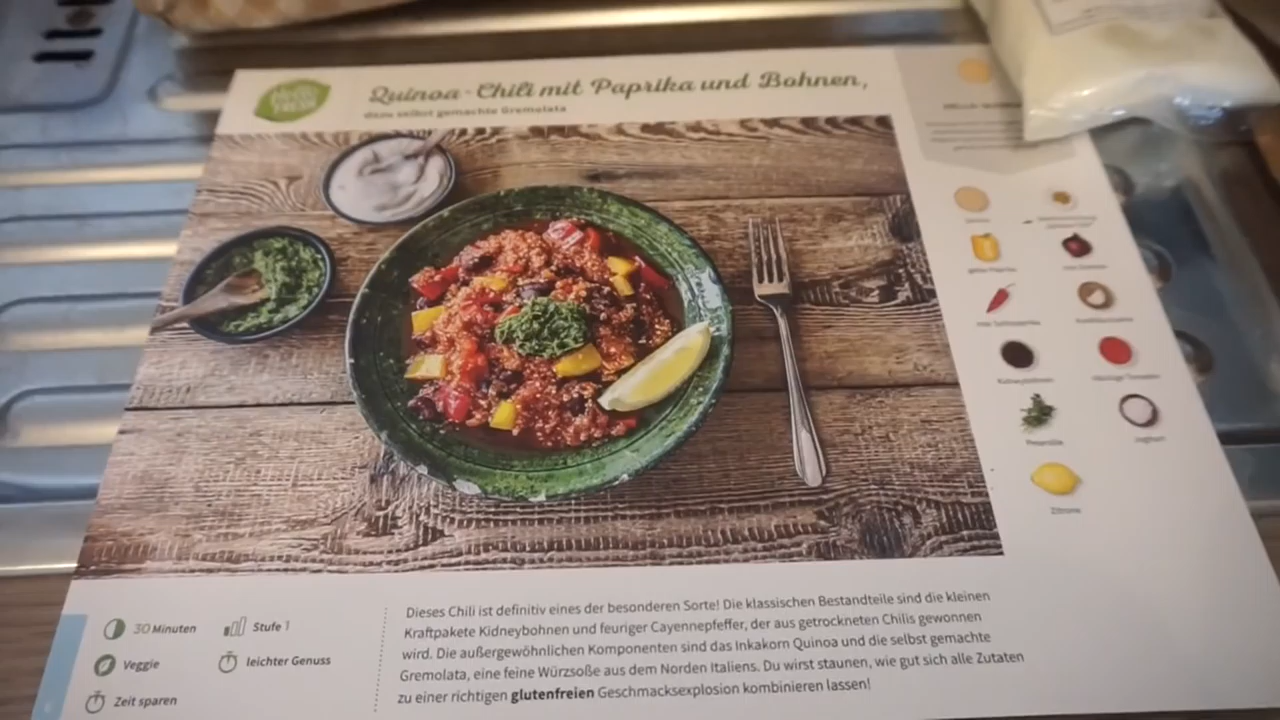 Hello
FRESH
Quinoa-Chili mit Paprika und Bohnen,
dazu selbst gemachte Gremolata
gelbe Paprika
Kidneybohnen
Petersilie
Joghurt
Zitrone
30 Minuten
Stufe 1
Veggie
leichter Genuss
Zeit sparen
Dieses Chili ist definitiv eines der besonderen Sorte! Die klassischen Bestandteile sind die kleinen
Kraftpakete Kidneybohnen und feuriger Cayennepfeffer, der aus getrockneten Chilis gewonnen
wird. Die außergewöhnlichen Komponenten sind das Inkakorn Quinoa und die selbst gemachte
Gremolata, eine feine Würzsoße aus dem Norden Italiens. Du wirst staunen, wie gut sich alle Zutaten
zu einer richtigen glutenfreien Geschmacksexplosion kombinieren lassen!